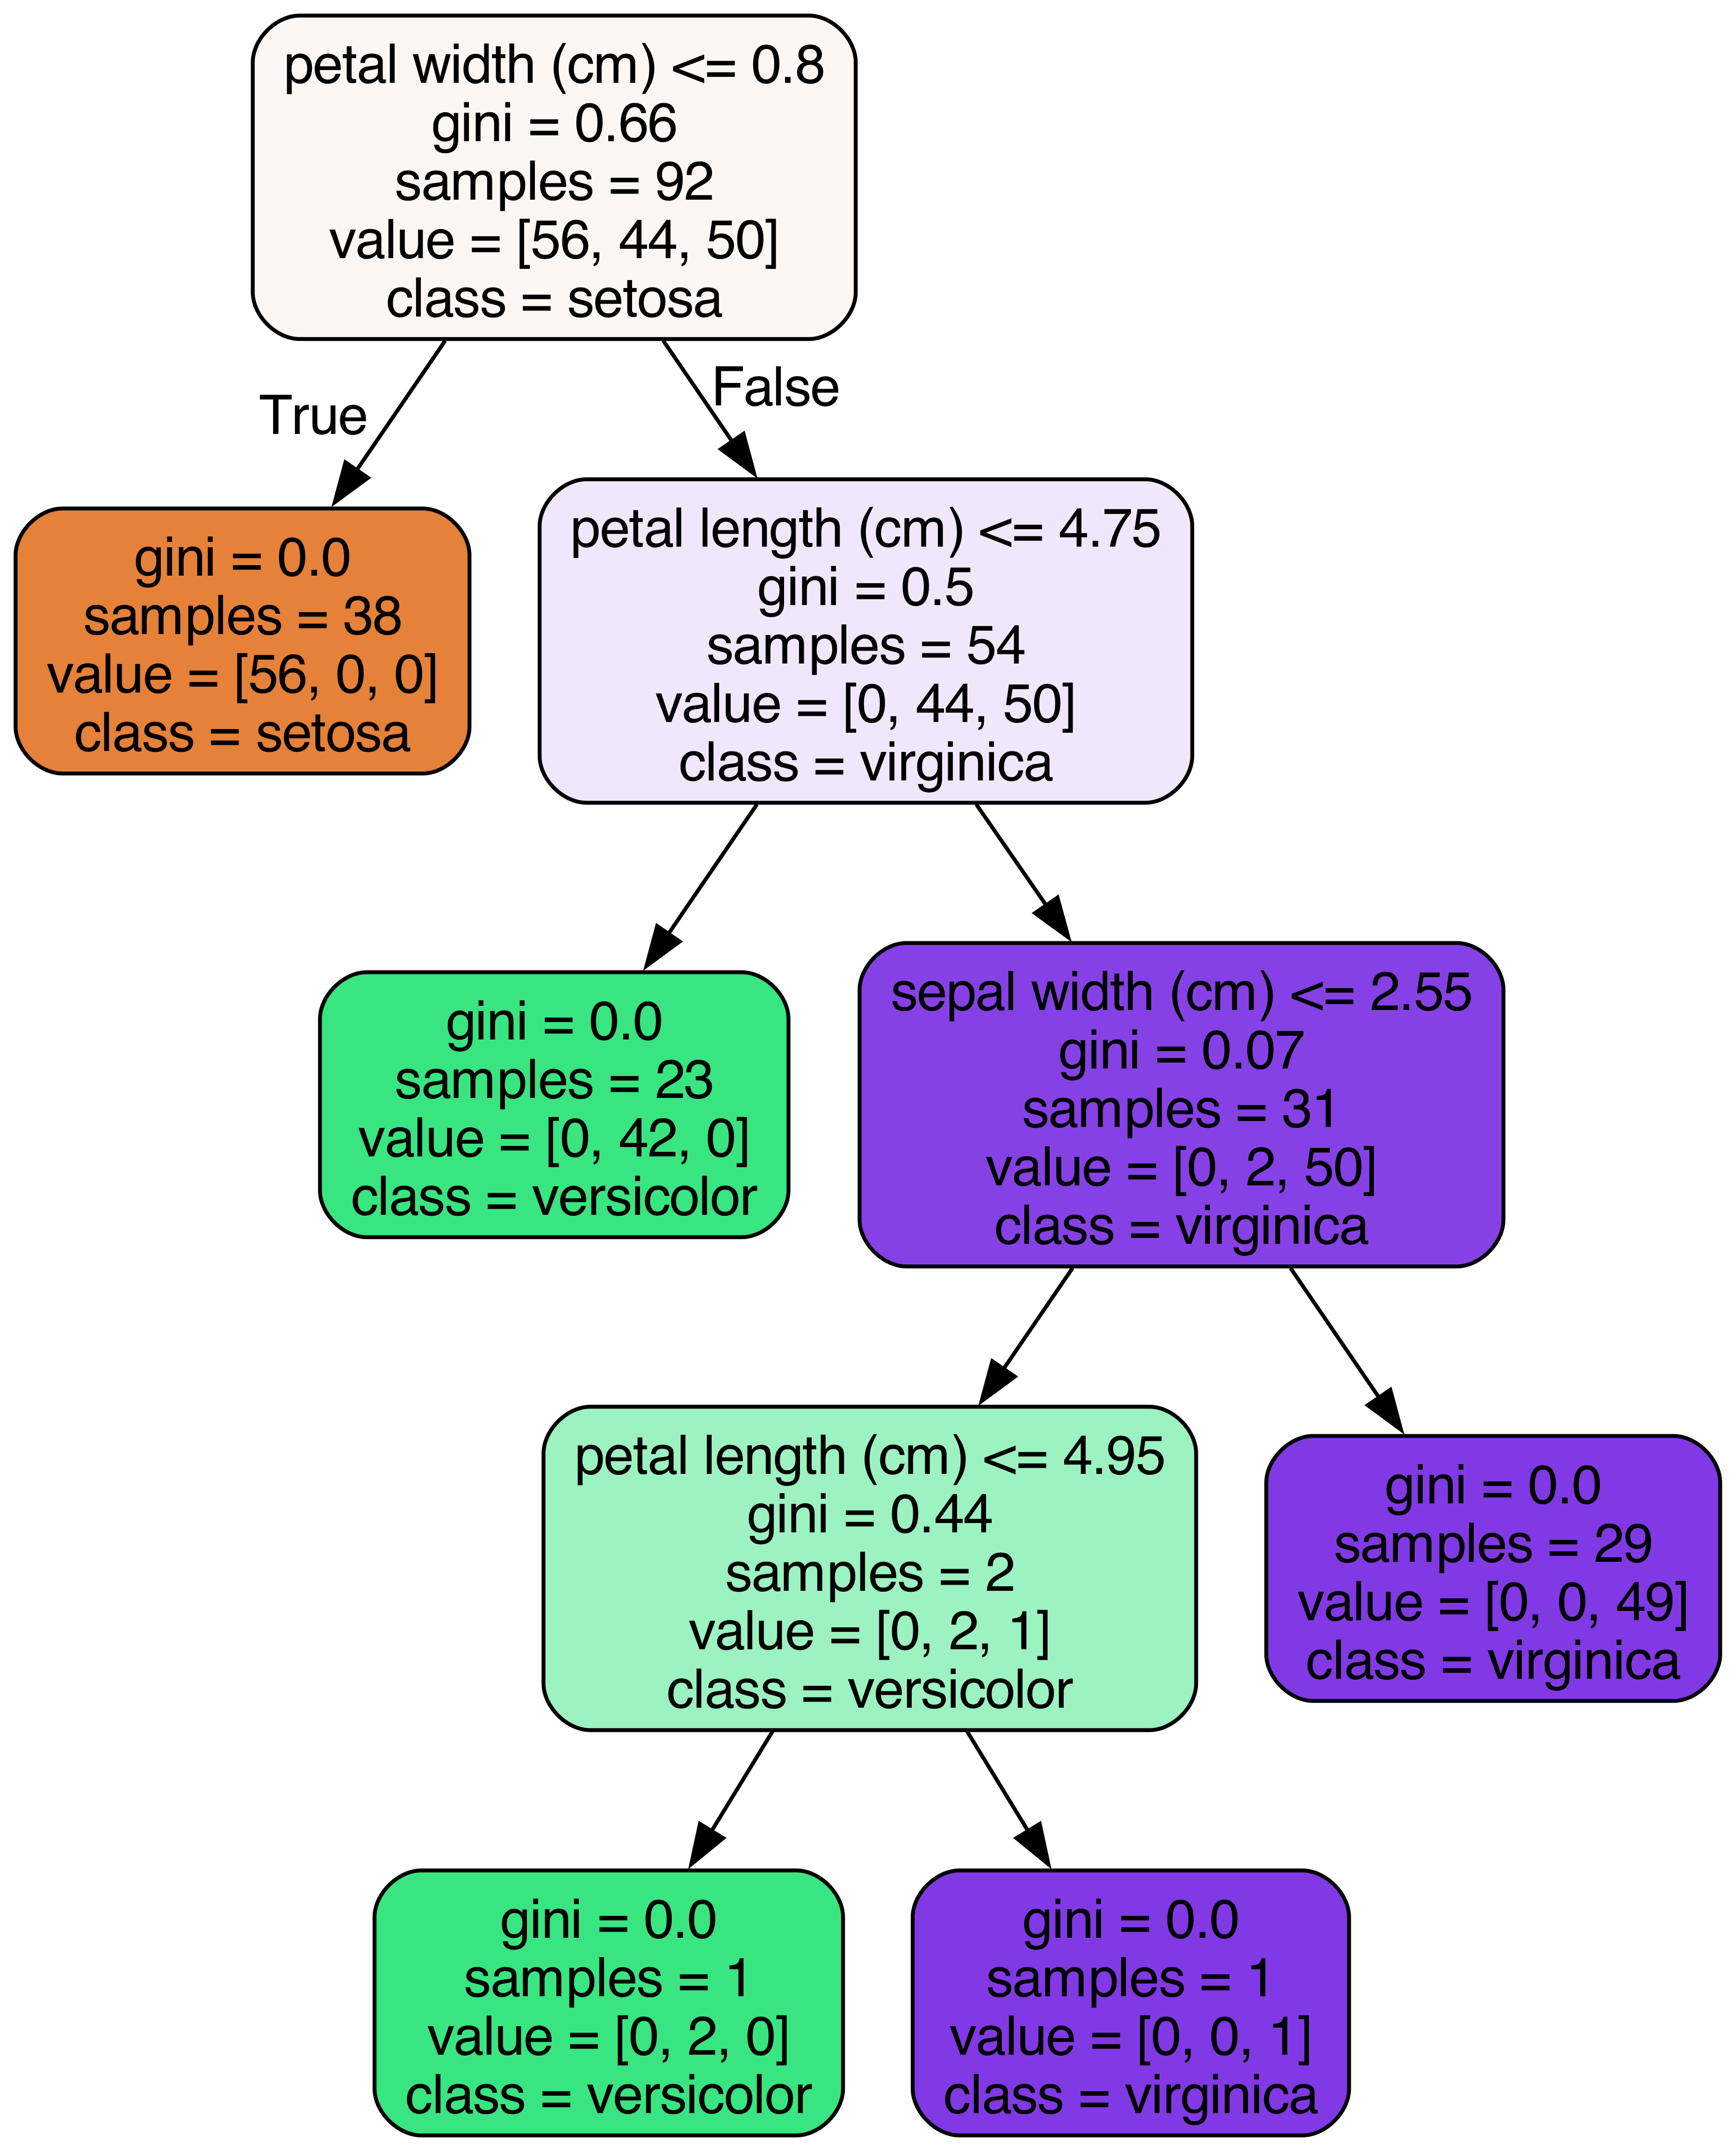 petal width (cm) <= 0.8
gini = 0.66
samples = 92
value = [56, 44, 50]
class = setosa
True
False
gini = 0.0
samples = 38
value = [56, 0, 0]
class = setosa
petal length (cm) <= 4.75
gini = 0.5
samples = 54
value = [0, 44, 50]
class = virginica
gini = 0.0
samples = 23
value = [0, 42, 0]
class = versicolor
sepal width (cm) <= 2.55
gini = 0.07
samples = 31
value = [0, 2, 50]
class = virginica
petal length (cm) <= 4.95
gini = 0.44
samples = 2
value = [0, 2, 1]
class = versicolor
gini = 0.0
samples = 29
value = [0, 0, 49]
class = virginica
gini = 0.0
samples = 1
value = [0, 2, 0]
class = versicolor
gini = 0.0
samples = 1
value = [0, 0, 1]
class = virginica